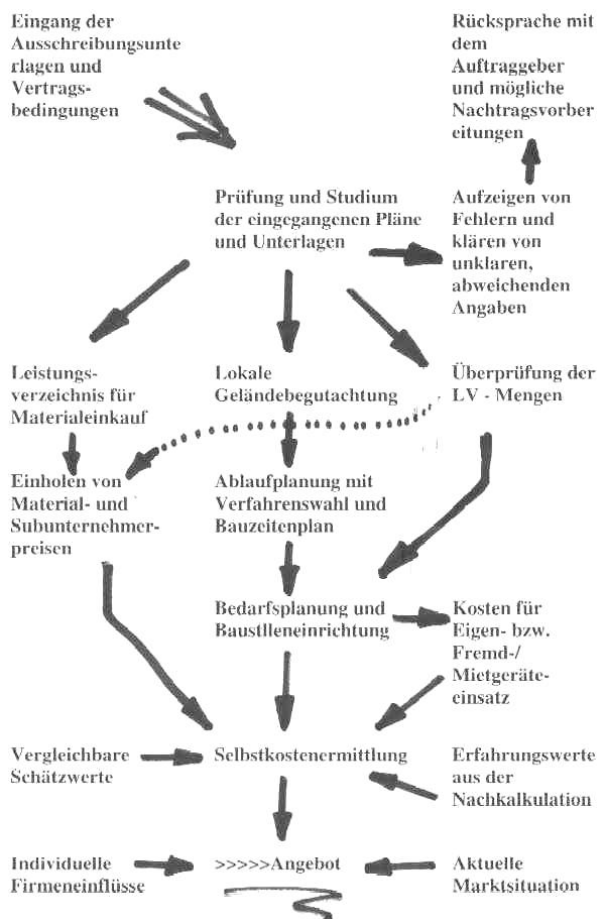 Eingang der
Ausschreibungsunte
rlagen und
Vertrags-
bedingungen
Rücksprache mit
dem
Auftraggeber
und mögliche
Nachtragsvorber
eitungen
Prüfung und Studium
der eingegangenen Pläne
und Unterlagen
Aufzeigen von
Fehlern und
klären von
unklaren,
abweichenden
Angaben
Leistungs-
verzeichnis für
Materialeinkauf
Lokale
Geländebegutachtung
Überprüfung der
LV - Mengen
Einholen von
Material- und
Subunternehmer-
preisen
Ablaufplanung mit
Verfahrenswahl und
Bauzeitenplan
Bedarfsplanung und
Baustlleneinrichtung
Kosten für
Eigen- bzw.
Fremd-/
Mietgeräte-
einsatz
Vergleichbare
Schätzwerte
Selbstkostenermittlung
Erfahrungswerte
aus der
Nachkalkulation
Individuelle
Firmeneinflüsse
>>>>>Angebot
Aktuelle
Marktsituation